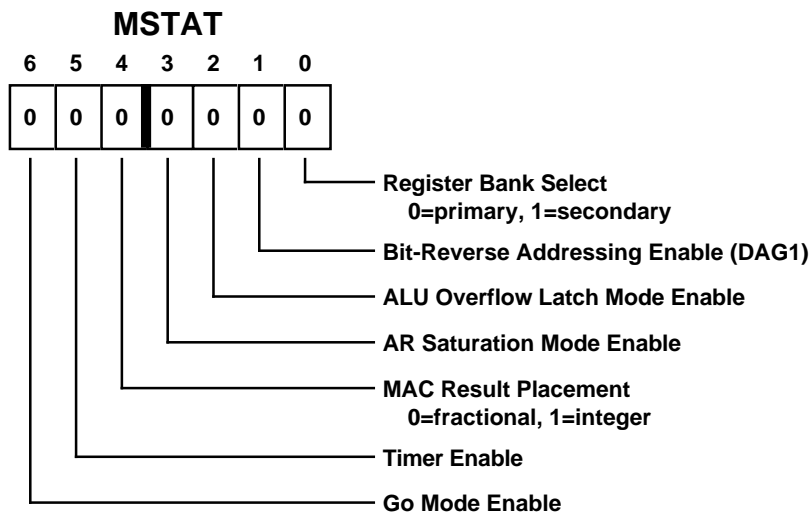 MSTAT
6 5 4 3 2 1 0
0 0 0 0 0 0 0
Register Bank Select
0=primary, 1=secondary
Bit-Reverse Addressing Enable (DAG1)
ALU Overflow Latch Mode Enable
AR Saturation Mode Enable
MAC Result Placement
0=fractional, 1=integer
Timer Enable
Go Mode Enable